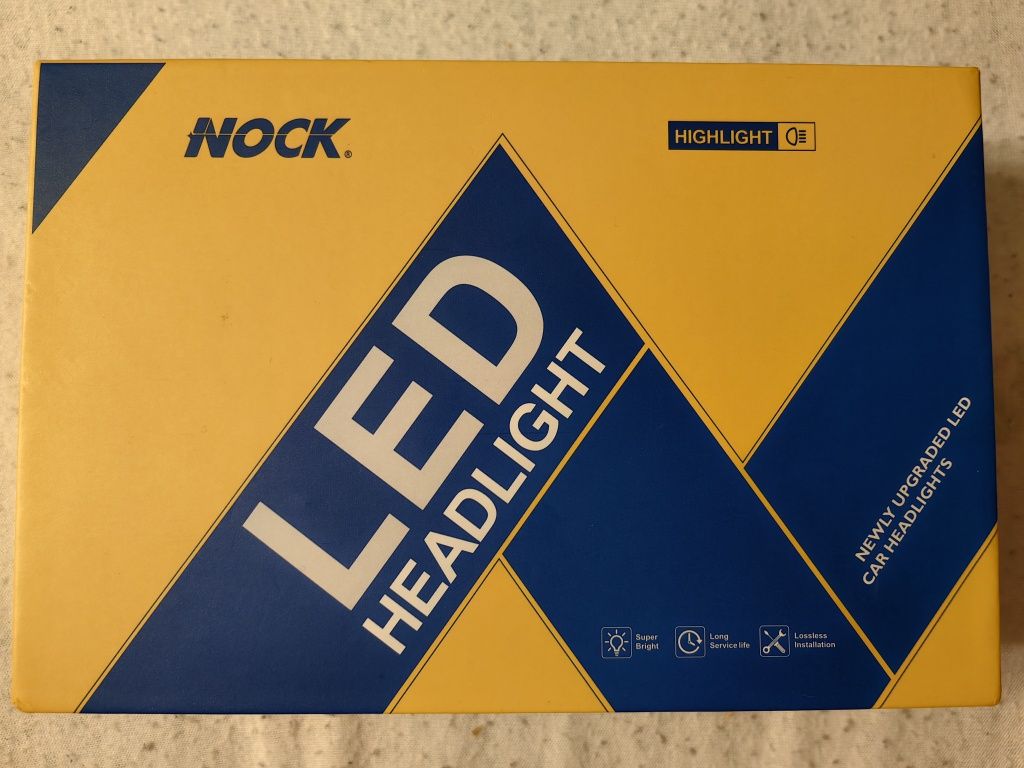 NOCK®
HIGHLIGHT
LED
HEADLIGHT
NEWLY UPGRADED LED
CAR HEADLIGHTS
Super
Bright
Long
Service life
Lossless
Installation